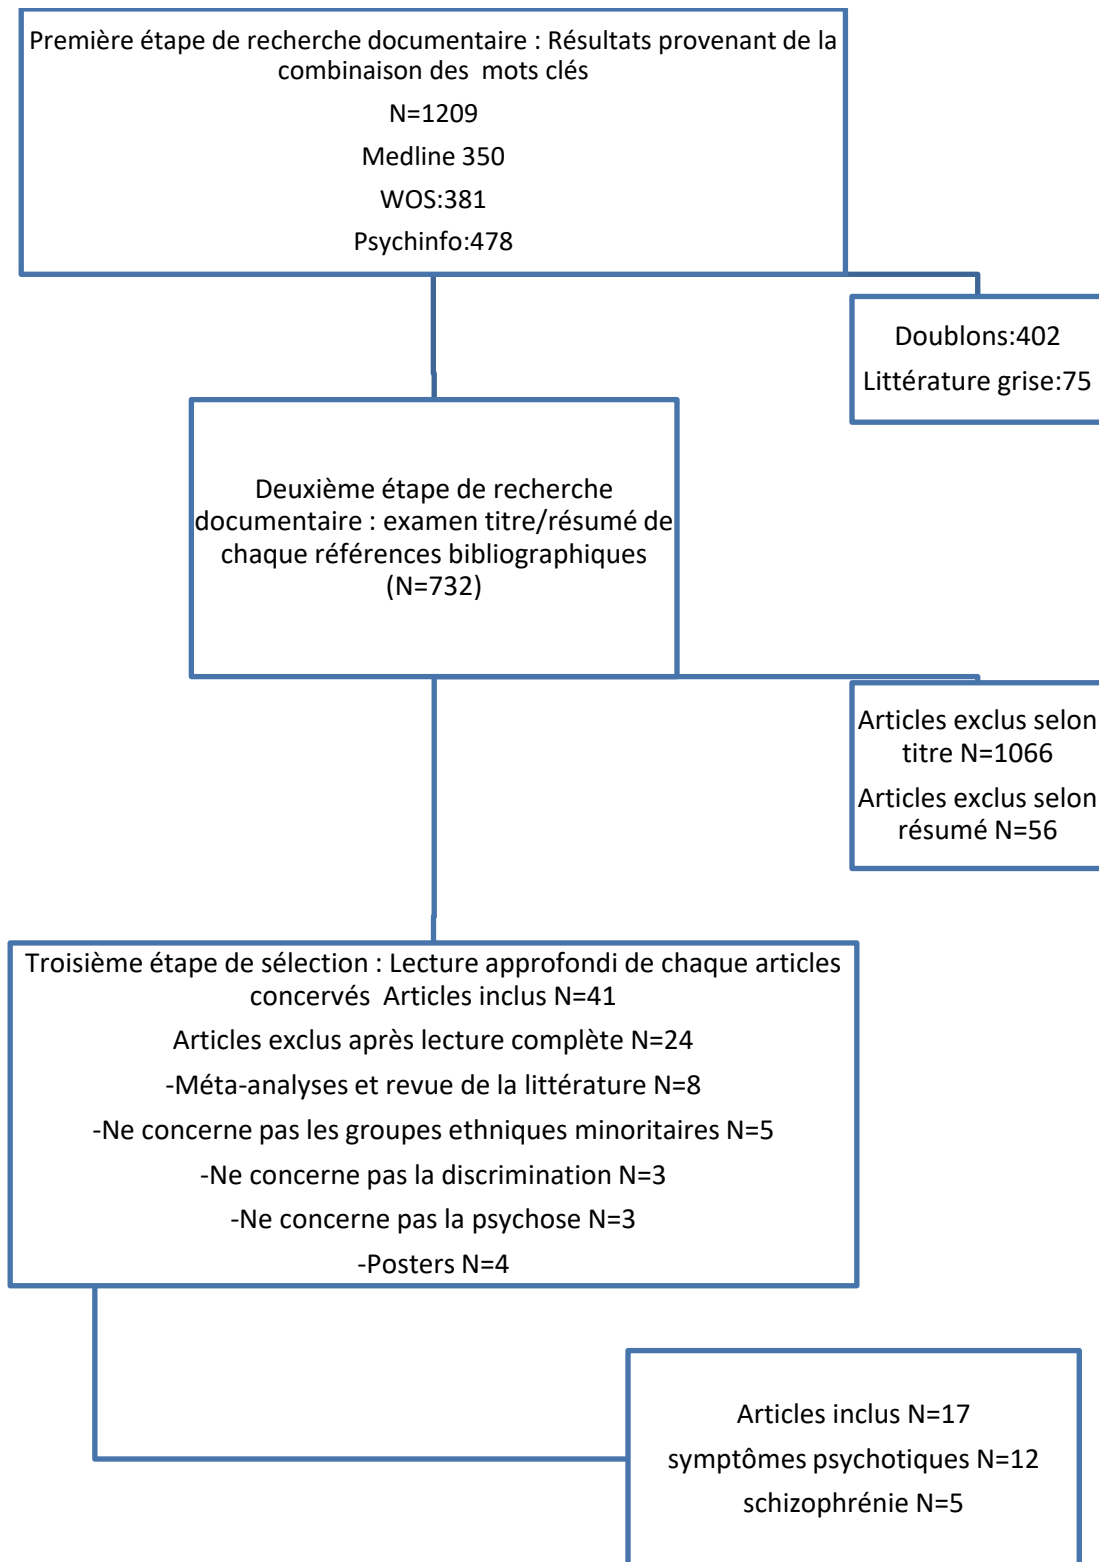 Première étape de recherche documentaire : Résultats provenant de la
combinaison des  mots clés
N=1209
Medline 350
WOS:381
Psychinfo:478
Doublons:402
Littérature grise:75
Deuxième étape de recherche
documentaire : examen titre/résumé de
chaque références bibliographiques
(N=732)
Articles exclus selon
titre N=1066
Articles exclus selon
résumé N=56
Troisième étape de sélection : Lecture approfondi de chaque articles
concervés  Articles inclus N=41
Articles exclus après lecture complète N=24
-Méta-analyses et revue de la littérature N=8
-Ne concerne pas les groupes ethniques minoritaires N=5
-Ne concerne pas la discrimination N=3
-Ne concerne pas la psychose N=3
-Posters N=4
Articles inclus N=17
symptômes psychotiques N=12
schizophrénie N=5